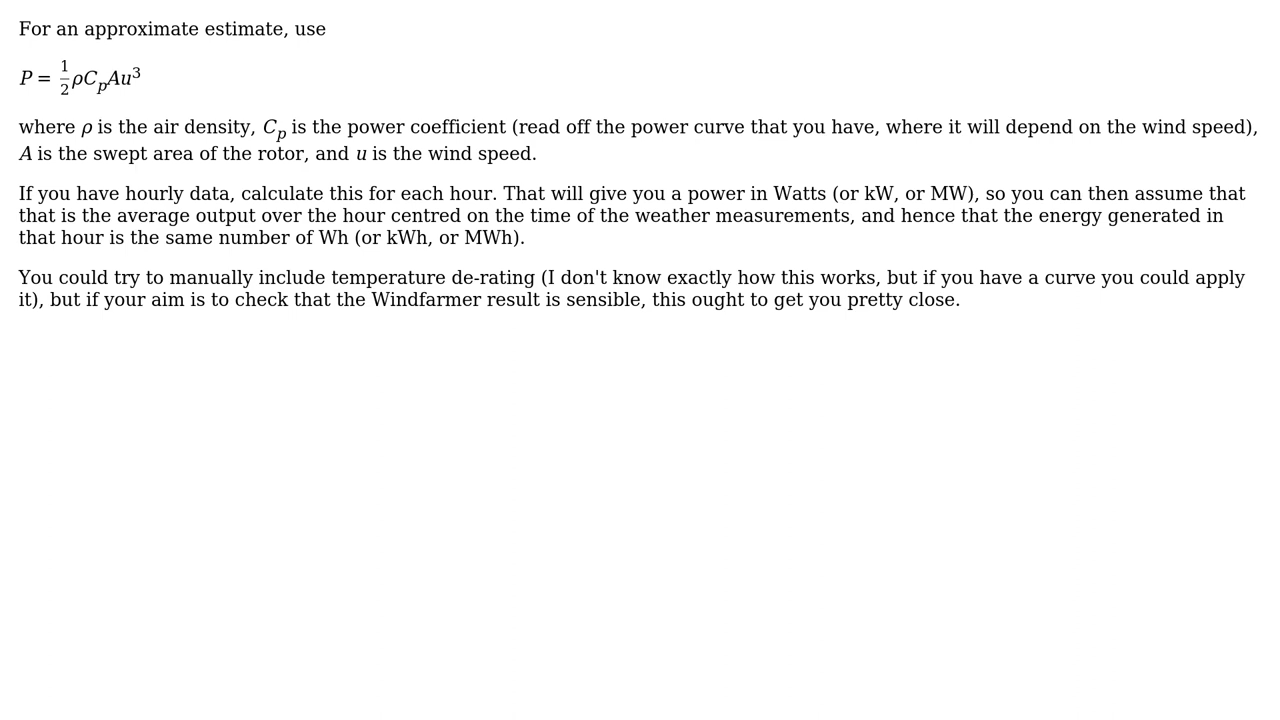 For an approximate estimate, use
P = 1/2 ρC_p Au³
where ρ is the air density, C_p is the power coefficient (read off the power curve that you have, where it will depend on the wind speed),
A is the swept area of the rotor, and u is the wind speed.
If you have hourly data, calculate this for each hour. That will give you a power in Watts (or kW, or MW), so you can then assume that
that is the average output over the hour centred on the time of the weather measurements, and hence that the energy generated in
that hour is the same number of Wh (or kWh, or MWh).
You could try to manually include temperature de-rating (I don't know exactly how this works, but if you have a curve you could apply
it), but if your aim is to check that the Windfarmer result is sensible, this ought to get you pretty close.